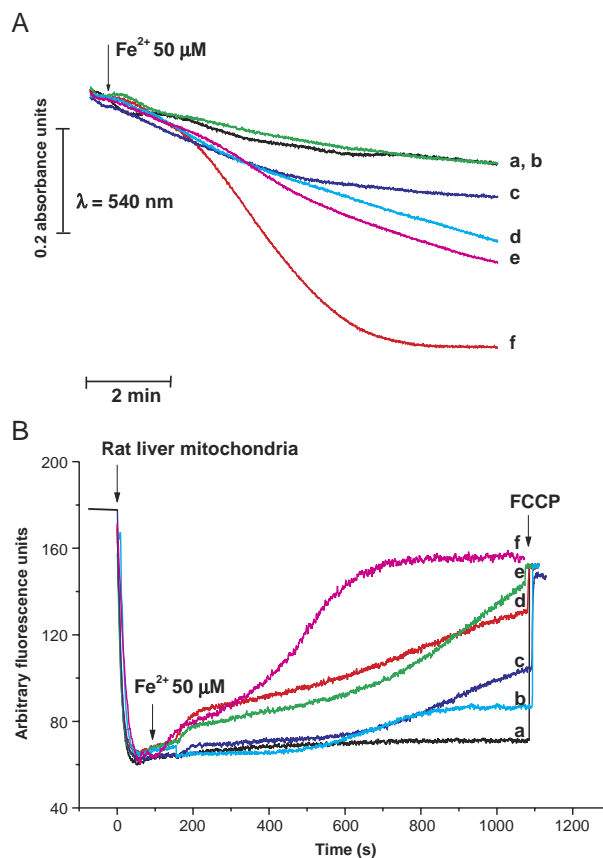 A
Fe²⁺ 50 µM
0.2 absorbance units
λ = 540 nm
a, b
c
d
e
f
2 min
B
Rat liver mitochondria
FCCP
Fe²⁺ 50 µM
f
e
d
c
b
a
Arbitrary fluorescence units
200
160
120
80
40
0
200
400
600
800
1000
1200
Time (s)